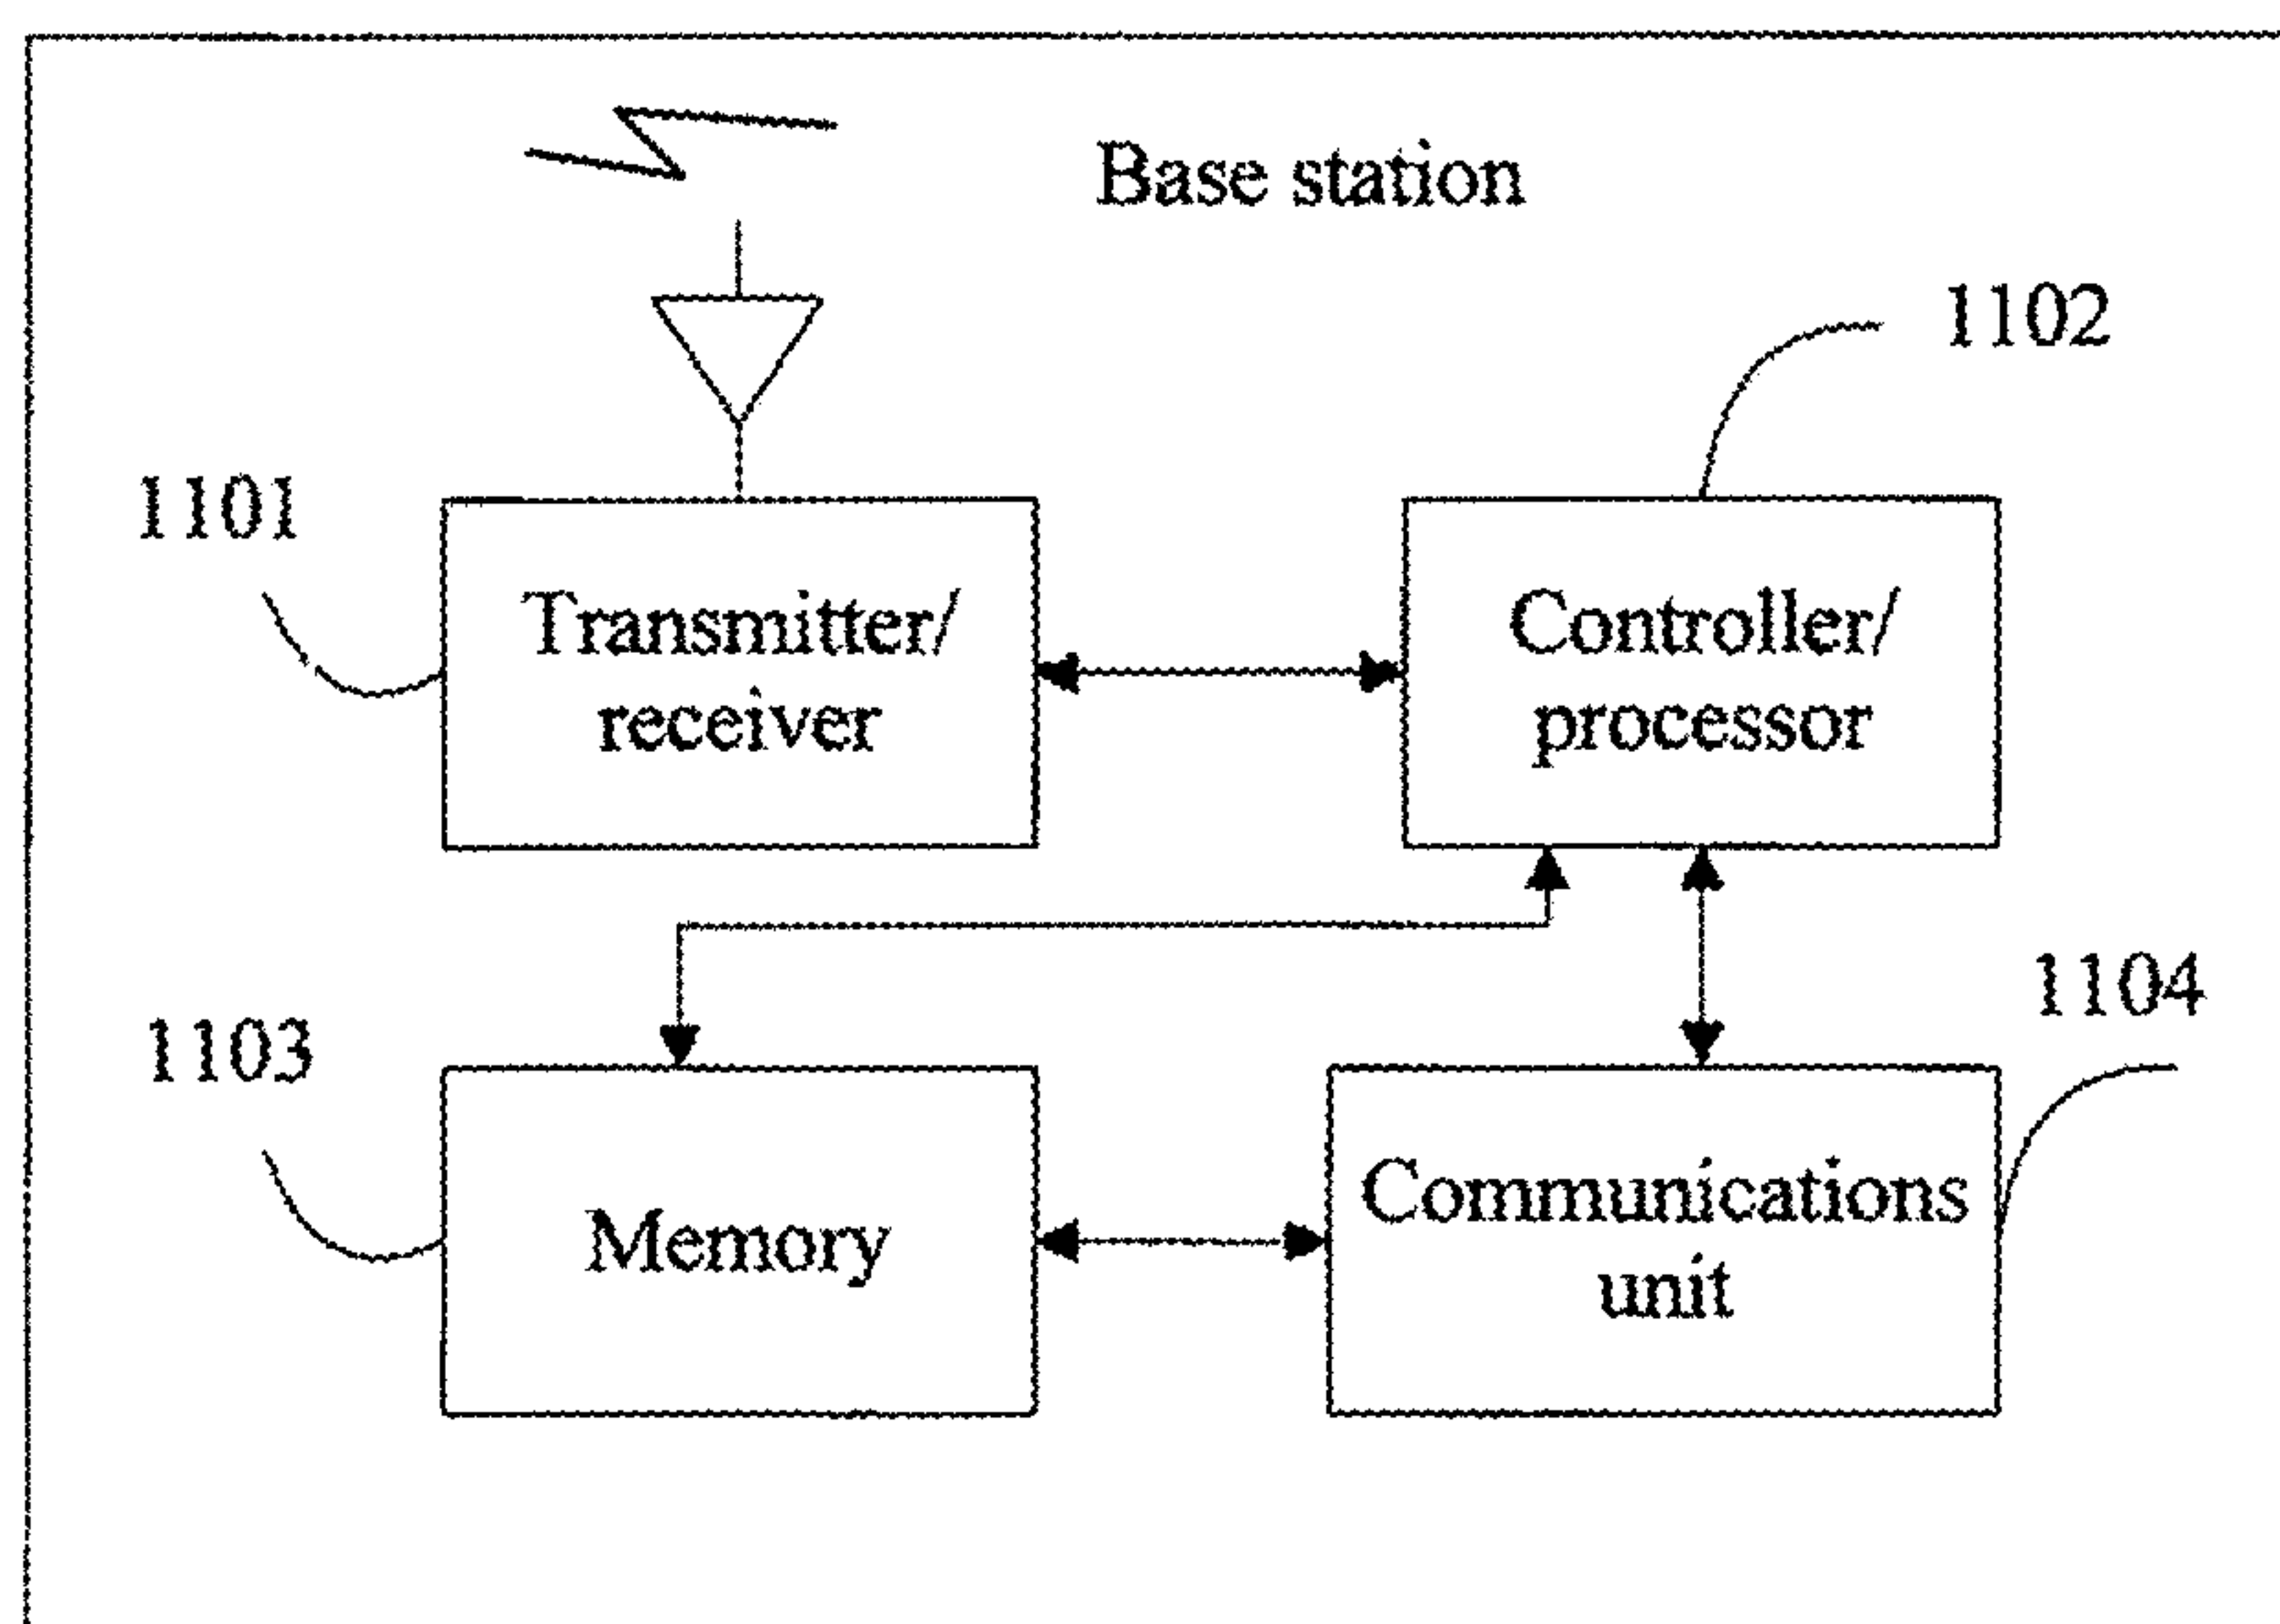 Base station
1102
1101
Transmitter/
receiver
Controller/
processor
1103
1104
Memory
Communications
unit